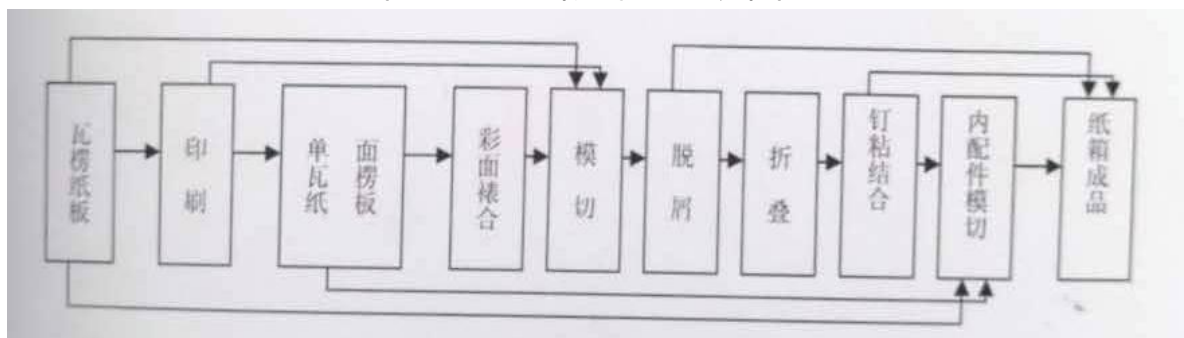 瓦楞纸板
印刷
单面
瓦楞
纸板
彩面裱合
模切
脱屑
折叠
钉粘结合
内配件模切
纸箱成品